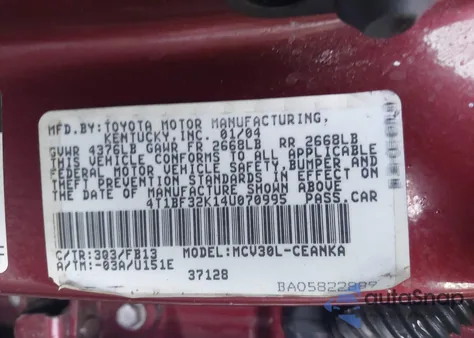 MFD.BY:TOYOTA MOTOR MANUFACTURING,
KENTUCKY,INC. 01/04
GVWR 4376LB GAWR FR 2668LB RR 2668LB
THIS VEHICLE CONFORMS TO ALL APPLICABLE
FEDERAL MOTOR VEHICLE SAFETY,BUMPER AND
THEFT PREVENTION STANDARDS IN EFFECT ON
THE DATE OF MANUFACTURE SHOWN ABOVE
4T1BF32K14U070995 PASS.CAR
C/TR:3Q3/FB13 MODEL:MCV30L-CEANKA
A/TM:-03A/U151E
37128
autoSnap